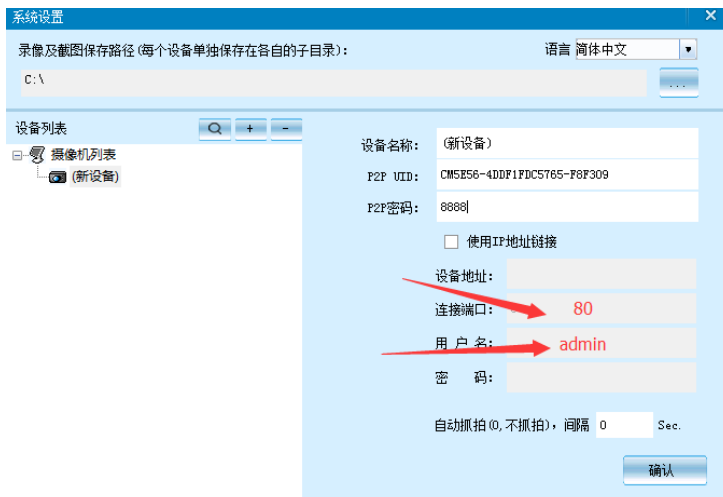 系统设置
录像及截图保存路径(每个设备单独保存在各自的子目录):
语言 简体中文
C:\
...
设备列表
+ -
摄像机列表
(新设备)
设备名称: (新设备)
P2P UID: CM5E56-4DDF1FDC5765-F8F309
P2P密码: 8888
使用IP地址链接
设备地址:
连接端口: 80
用 户 名: admin
密 码:
自动抓拍(0,不抓拍),间隔 0 Sec.
确认